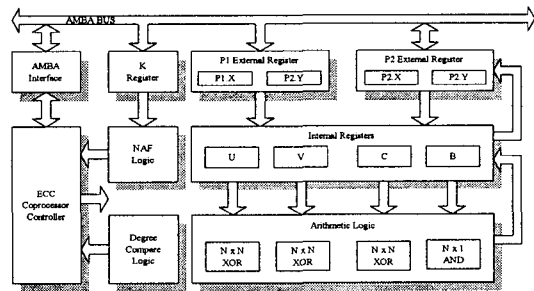 AMBA BUS
AMBA
Interface
K
Register
P1 External Register
P1 X
P2 Y
P2 External Register
P2 X
P2 Y
ECC
Coprocessor
Controller
NAF
Logic
Degree
Compare
Logic
Internal Registers
U
V
C
B
Arithmetic Logic
N x N
XOR
N x N
XOR
N x N
XOR
N x 1
AND